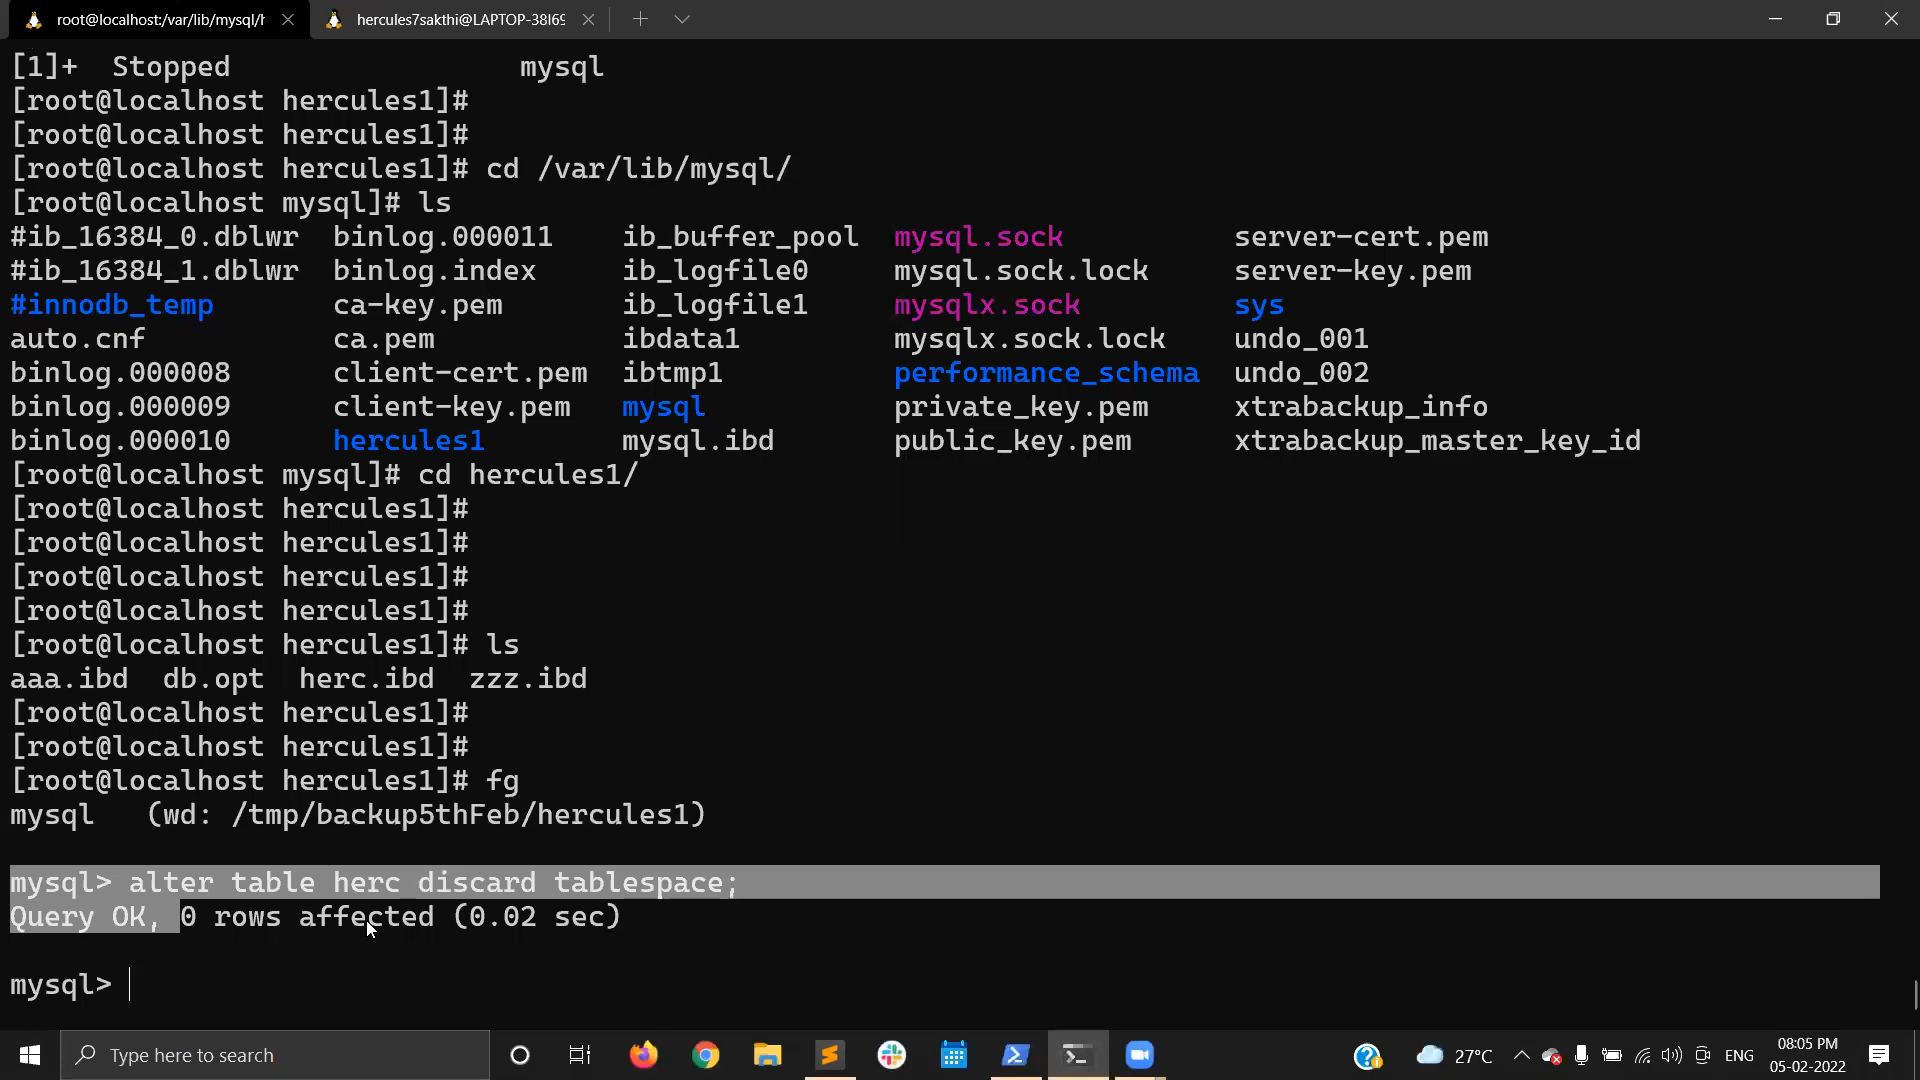 root@localhost:/var/lib/mysql/h
hercules7sakthi@LAPTOP-38I69
[1]+  Stopped                 mysql
[root@localhost hercules1]#
[root@localhost hercules1]#
[root@localhost hercules1]# cd /var/lib/mysql/
[root@localhost mysql]# ls
#ib_16384_0.dblwr  binlog.000011    ib_buffer_pool  mysql.sock          server-cert.pem
#ib_16384_1.dblwr  binlog.index     ib_logfile0     mysql.sock.lock     server-key.pem
#innodb_temp       ca-key.pem       ib_logfile1     mysqlx.sock         sys
auto.cnf           ca.pem           ibdata1         mysqlx.sock.lock    undo_001
binlog.000008      client-cert.pem  ibtmp1          performance_schema  undo_002
binlog.000009      client-key.pem   mysql           private_key.pem     xtrabackup_info
binlog.000010      hercules1        mysql.ibd       public_key.pem      xtrabackup_master_key_id
[root@localhost mysql]# cd hercules1/
[root@localhost hercules1]#
[root@localhost hercules1]#
[root@localhost hercules1]#
[root@localhost hercules1]#
[root@localhost hercules1]# ls
aaa.ibd  db.opt  herc.ibd  zzz.ibd
[root@localhost hercules1]#
[root@localhost hercules1]#
[root@localhost hercules1]# fg
mysql   (wd: /tmp/backup5thFeb/hercules1)
mysql> alter table herc discard tablespace;
Query OK, 0 rows affected (0.02 sec)
mysql>
Type here to search
27°C
ENG
08:05 PM
05-02-2022